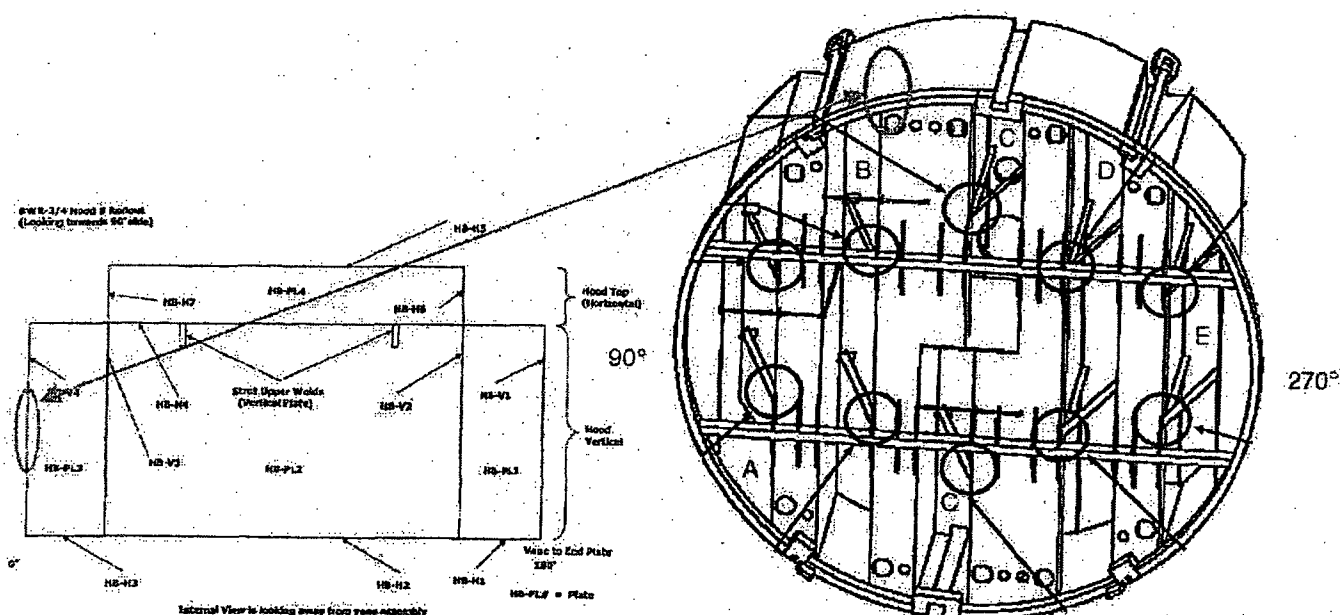 BWR-3/4 Hood B Rollout
(Looking towards 90° side)
HB-H5
HB-PL4
HB-H7
HB-H6
Hood Top
(Horizontal)
HB-H4
Strut Upper Welds
(Vertical Plate)
HB-V2
HB-V1
Hood
Vertical
HB-PL3
HB-V3
HB-PL2
HB-PL1
0°
HB-H3
HB-H2
HB-H1
Vane to End Plate
180°
HB-PL# = Plate
Internal View is looking away from vane assembly
90°
270°
A
B
C
D
E
C